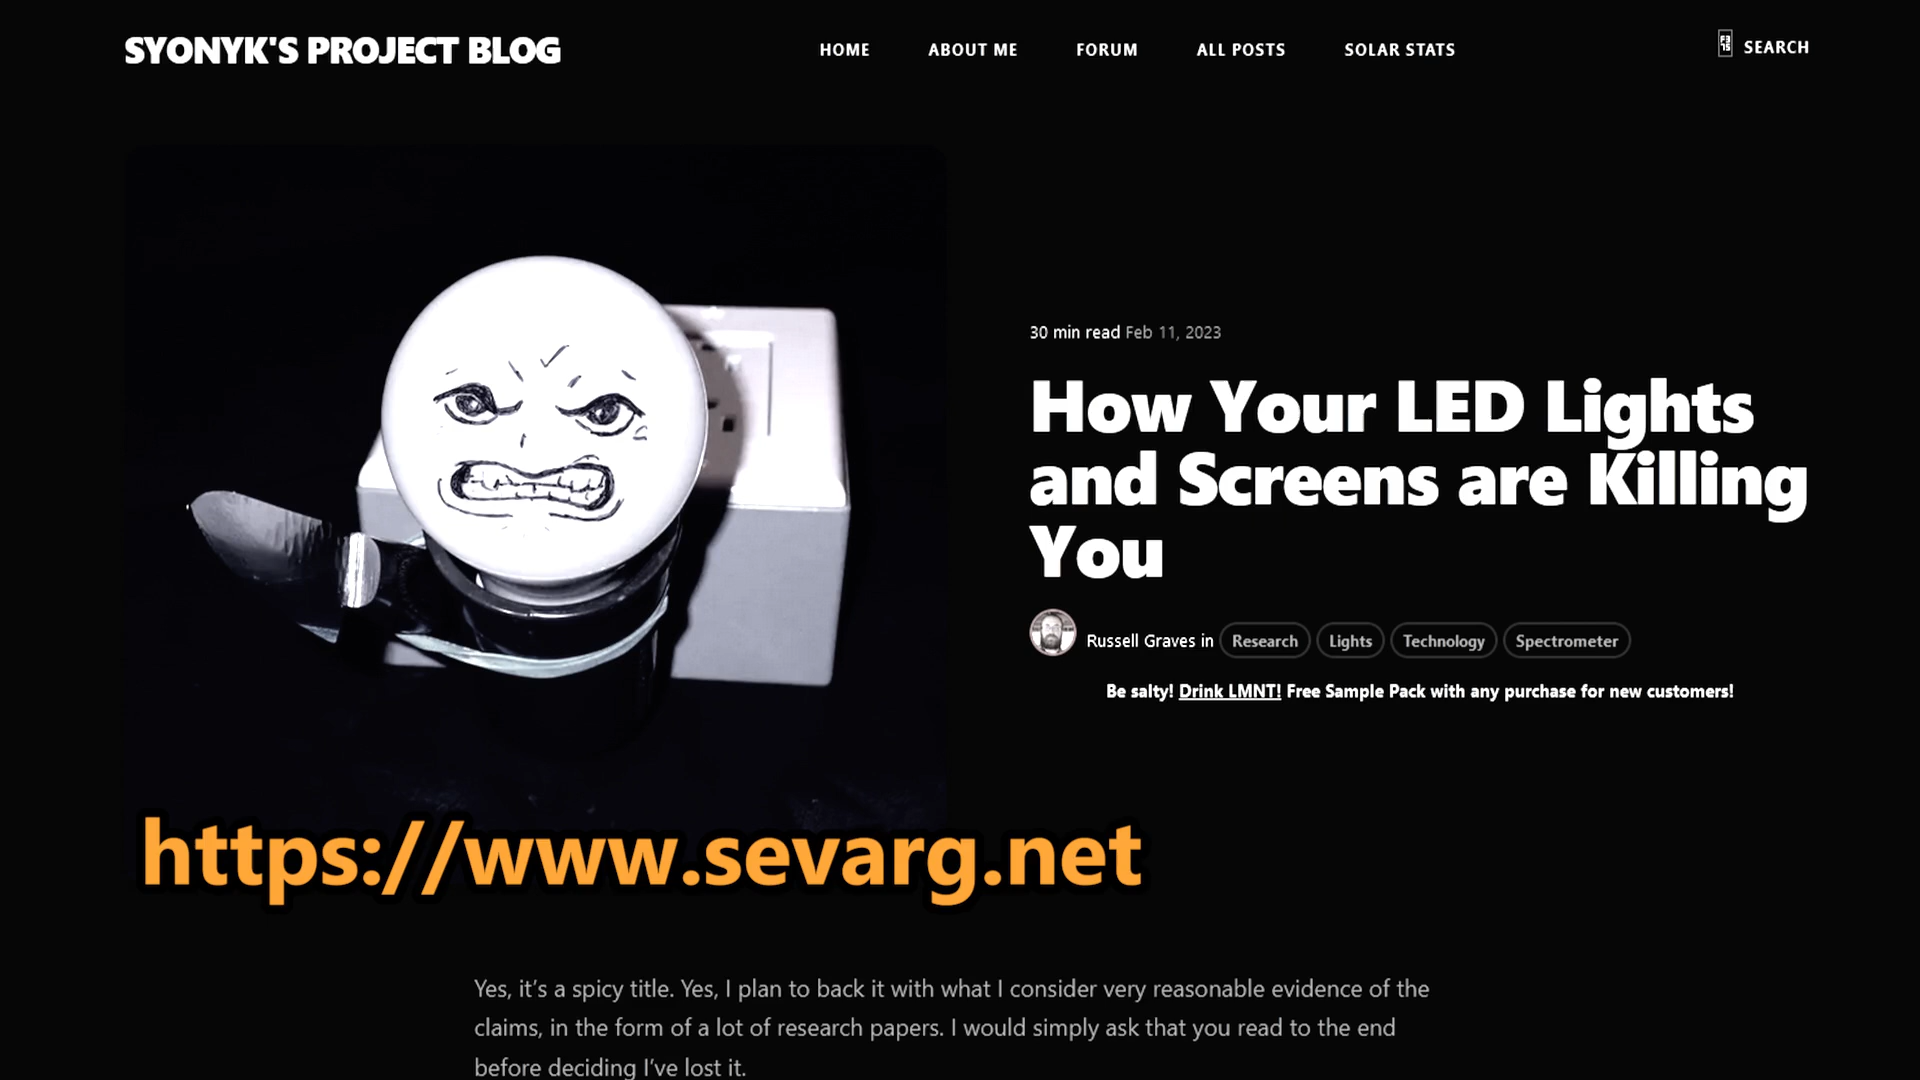 SYONYK'S PROJECT BLOG
HOME
ABOUT ME
FORUM
ALL POSTS
SOLAR STATS
SEARCH
30 min read Feb 11, 2023
How Your LED Lights
and Screens are Killing
You
Russell Graves in Research Lights Technology Spectrometer
Be salty! Drink LMNT! Free Sample Pack with any purchase for new customers!
https://www.sevarg.net
Yes, it’s a spicy title. Yes, I plan to back it with what I consider very reasonable evidence of the
claims, in the form of a lot of research papers. I would simply ask that you read to the end
before deciding I’ve lost it.